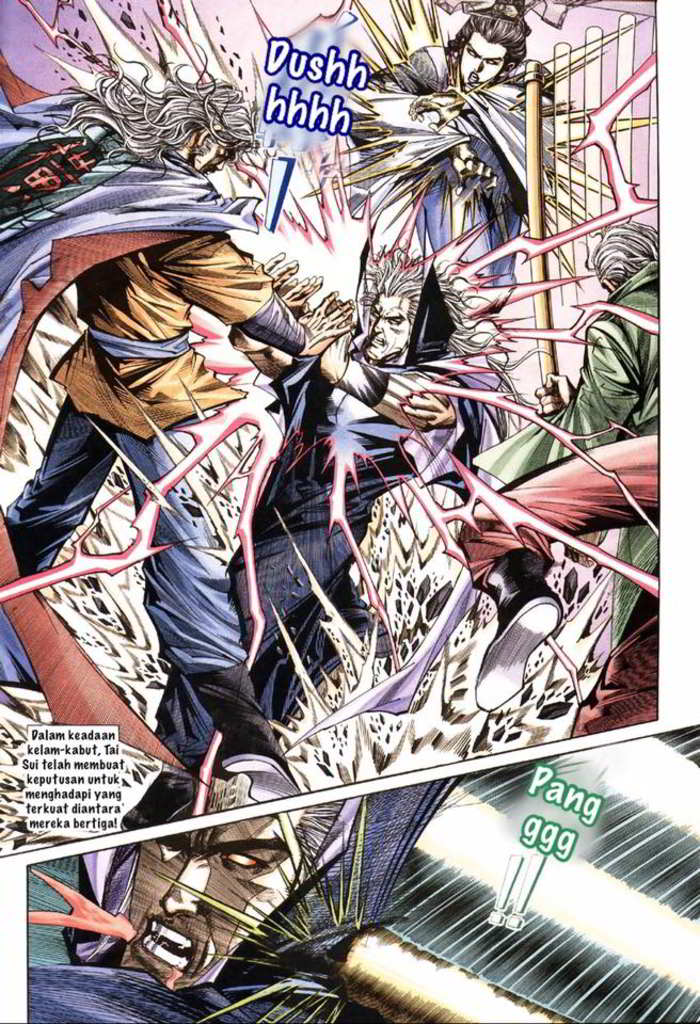 Dushh
hhhh
!
Dalam keadaan
kelam-kabut, Tai
Sui telah membuat
keputusan untuk
menghadapi yang
terkuat diantara
mereka bertiga!
Pang
ggg
!!